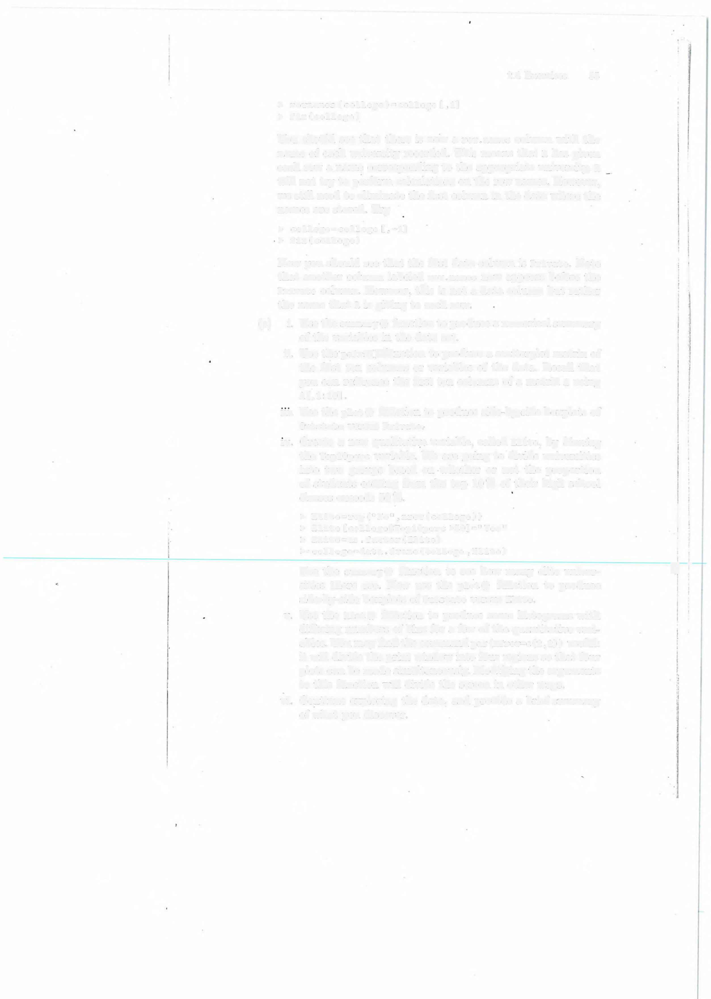 2.4 Exercises 55
> rownames(college)=college[,1]
> fix(college)
You should see that there is now a row.names column with the
name of each university recorded. This means that R has given
each row a name corresponding to the appropriate university. R
will not try to perform calculations on the row names. However,
we still need to eliminate the first column in the data where the
names are stored. Try
> college=college[,-1]
> fix(college)
Now you should see that the first data column is Private. Note
that another column labeled row.names now appears before the
Private column. However, this is not a data column but rather
the name that R is giving to each row.
(c) i. Use the summary() function to produce a numerical summary
of the variables in the data set.
ii. Use the pairs() function to produce a scatterplot matrix of
the first ten columns or variables of the data. Recall that
you can reference the first ten columns of a matrix A using
A[,1:10].
iii. Use the plot() function to produce side-by-side boxplots of
Outstate versus Private.
iv. Create a new qualitative variable, called Elite, by binning
the Top10perc variable. We are going to divide universities
into two groups based on whether or not the proportion
of students coming from the top 10% of their high school
classes exceeds 50%.
> Elite=rep("No",nrow(college))
> Elite[college$Top10perc >50]="Yes"
> Elite=as.factor(Elite)
> college=data.frame(college,Elite)
Use the summary() function to see how many elite univer-
sities there are. Now use the plot() function to produce
side-by-side boxplots of Outstate versus Elite.
v. Use the hist() function to produce some histograms with
differing numbers of bins for a few of the quantitative vari-
ables. You may find the command par(mfrow=c(2,2)) useful:
it will divide the print window into four regions so that four
plots can be made simultaneously. Modifying the arguments
to this function will divide the screen in other ways.
vi. Continue exploring the data, and provide a brief summary
of what you discover.